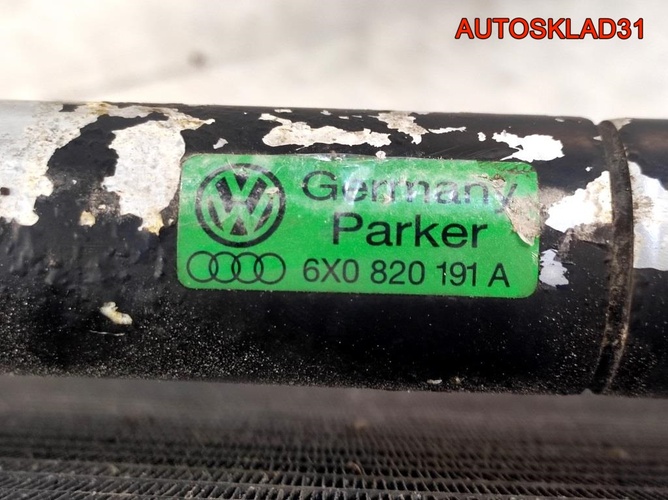 AUTOSKLAD31
Germany
Parker
6X0 820 191 A